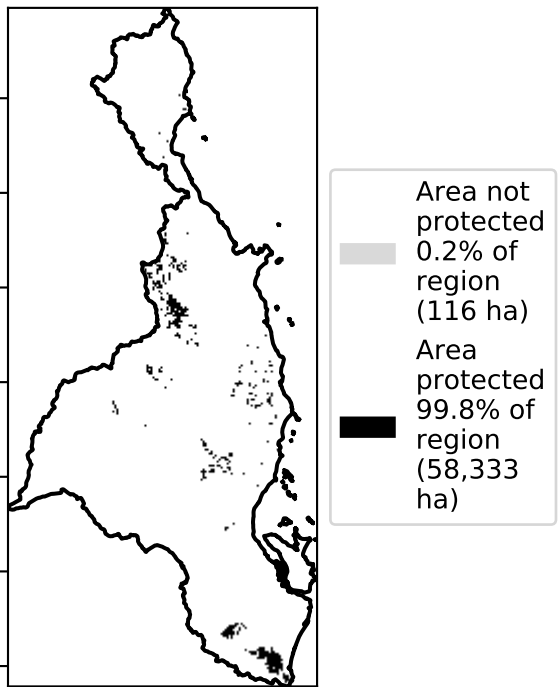 Area not
protected
0.2% of
region
(116 ha)
Area
protected
99.8% of
region
(58,333
ha)